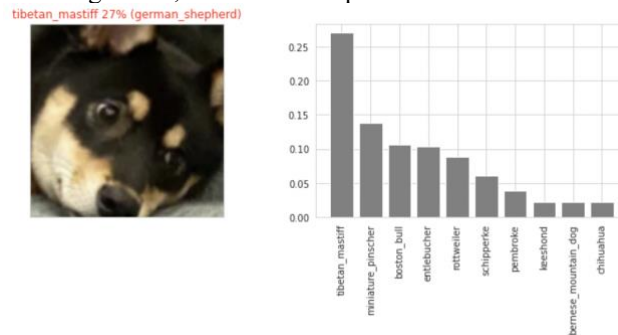 tibetan_mastiff 27% (german_shepherd)
0.25
0.20
0.15
0.10
0.05
0.00
tibetan_mastiff
miniature_pinscher
boston_bull
entlebucher
rottweiler
schipperke
pembroke
keeshond
bernese_mountain_dog
chihuahua